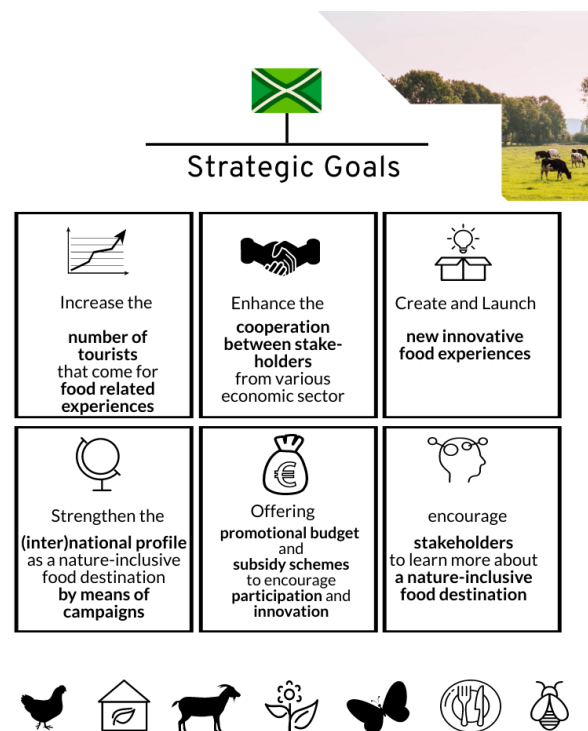 Strategic Goals
Increase the
number of
tourists
that come for
food related
experiences
Enhance the
cooperation
between stake-
holders
from various
economic sector
Create and Launch
new innovative
food experiences
Strengthen the
(inter)national profile
as a nature-inclusive
food destination
by means of
campaigns
Offering
promotional budget
and
subsidy schemes
to encourage
participation and
innovation
encourage
stakeholders
to learn more about
a nature-inclusive
food destination